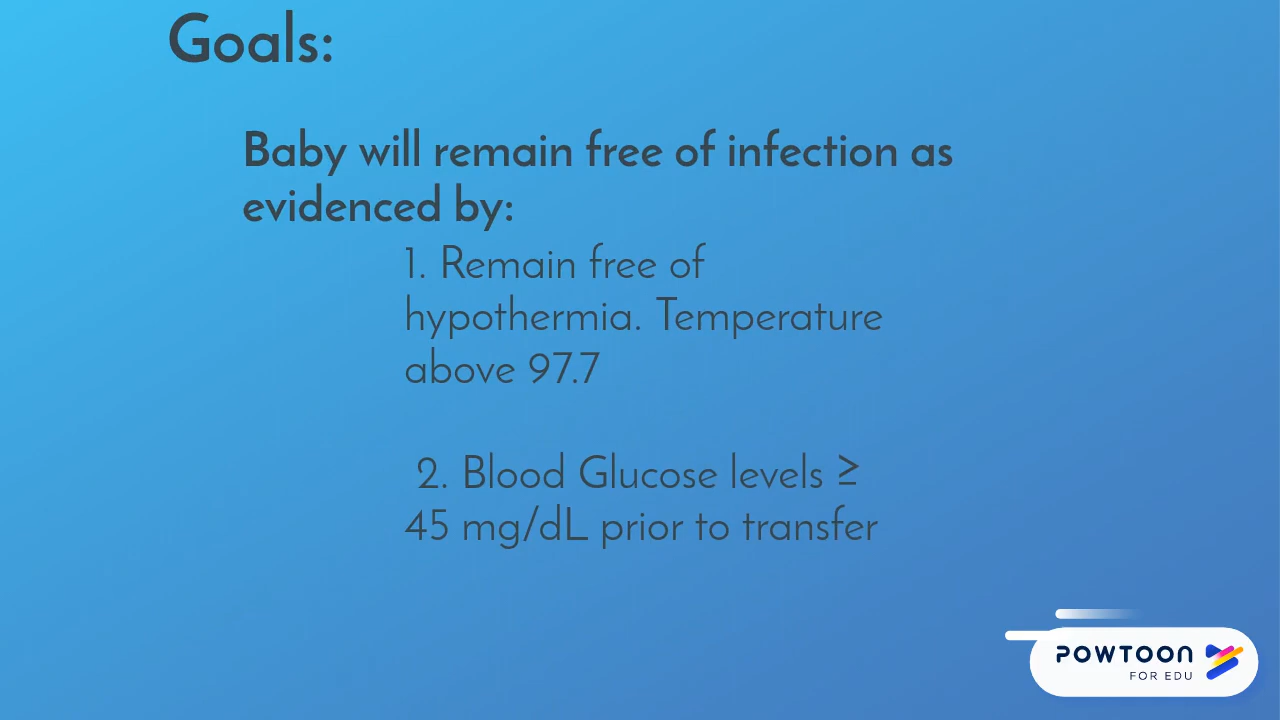 Goals:
Baby will remain free of infection as
evidenced by:
1. Remain free of
hypothermia. Temperature
above 97.7
2. Blood Glucose levels ≥
45 mg/dL prior to transfer
POWTOON
FOR EDU